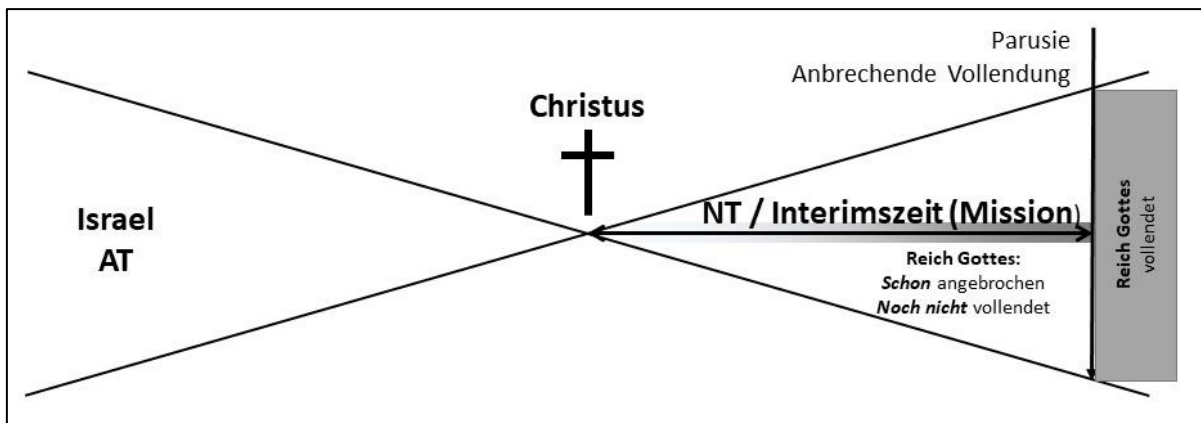 Parusie
Anbrechende Vollendung
Christus
Israel
AT
NT / Interimszeit (Mission)
Reich Gottes:
Schon angebrochen
Noch nicht vollendet
Reich Gottes
vollendet